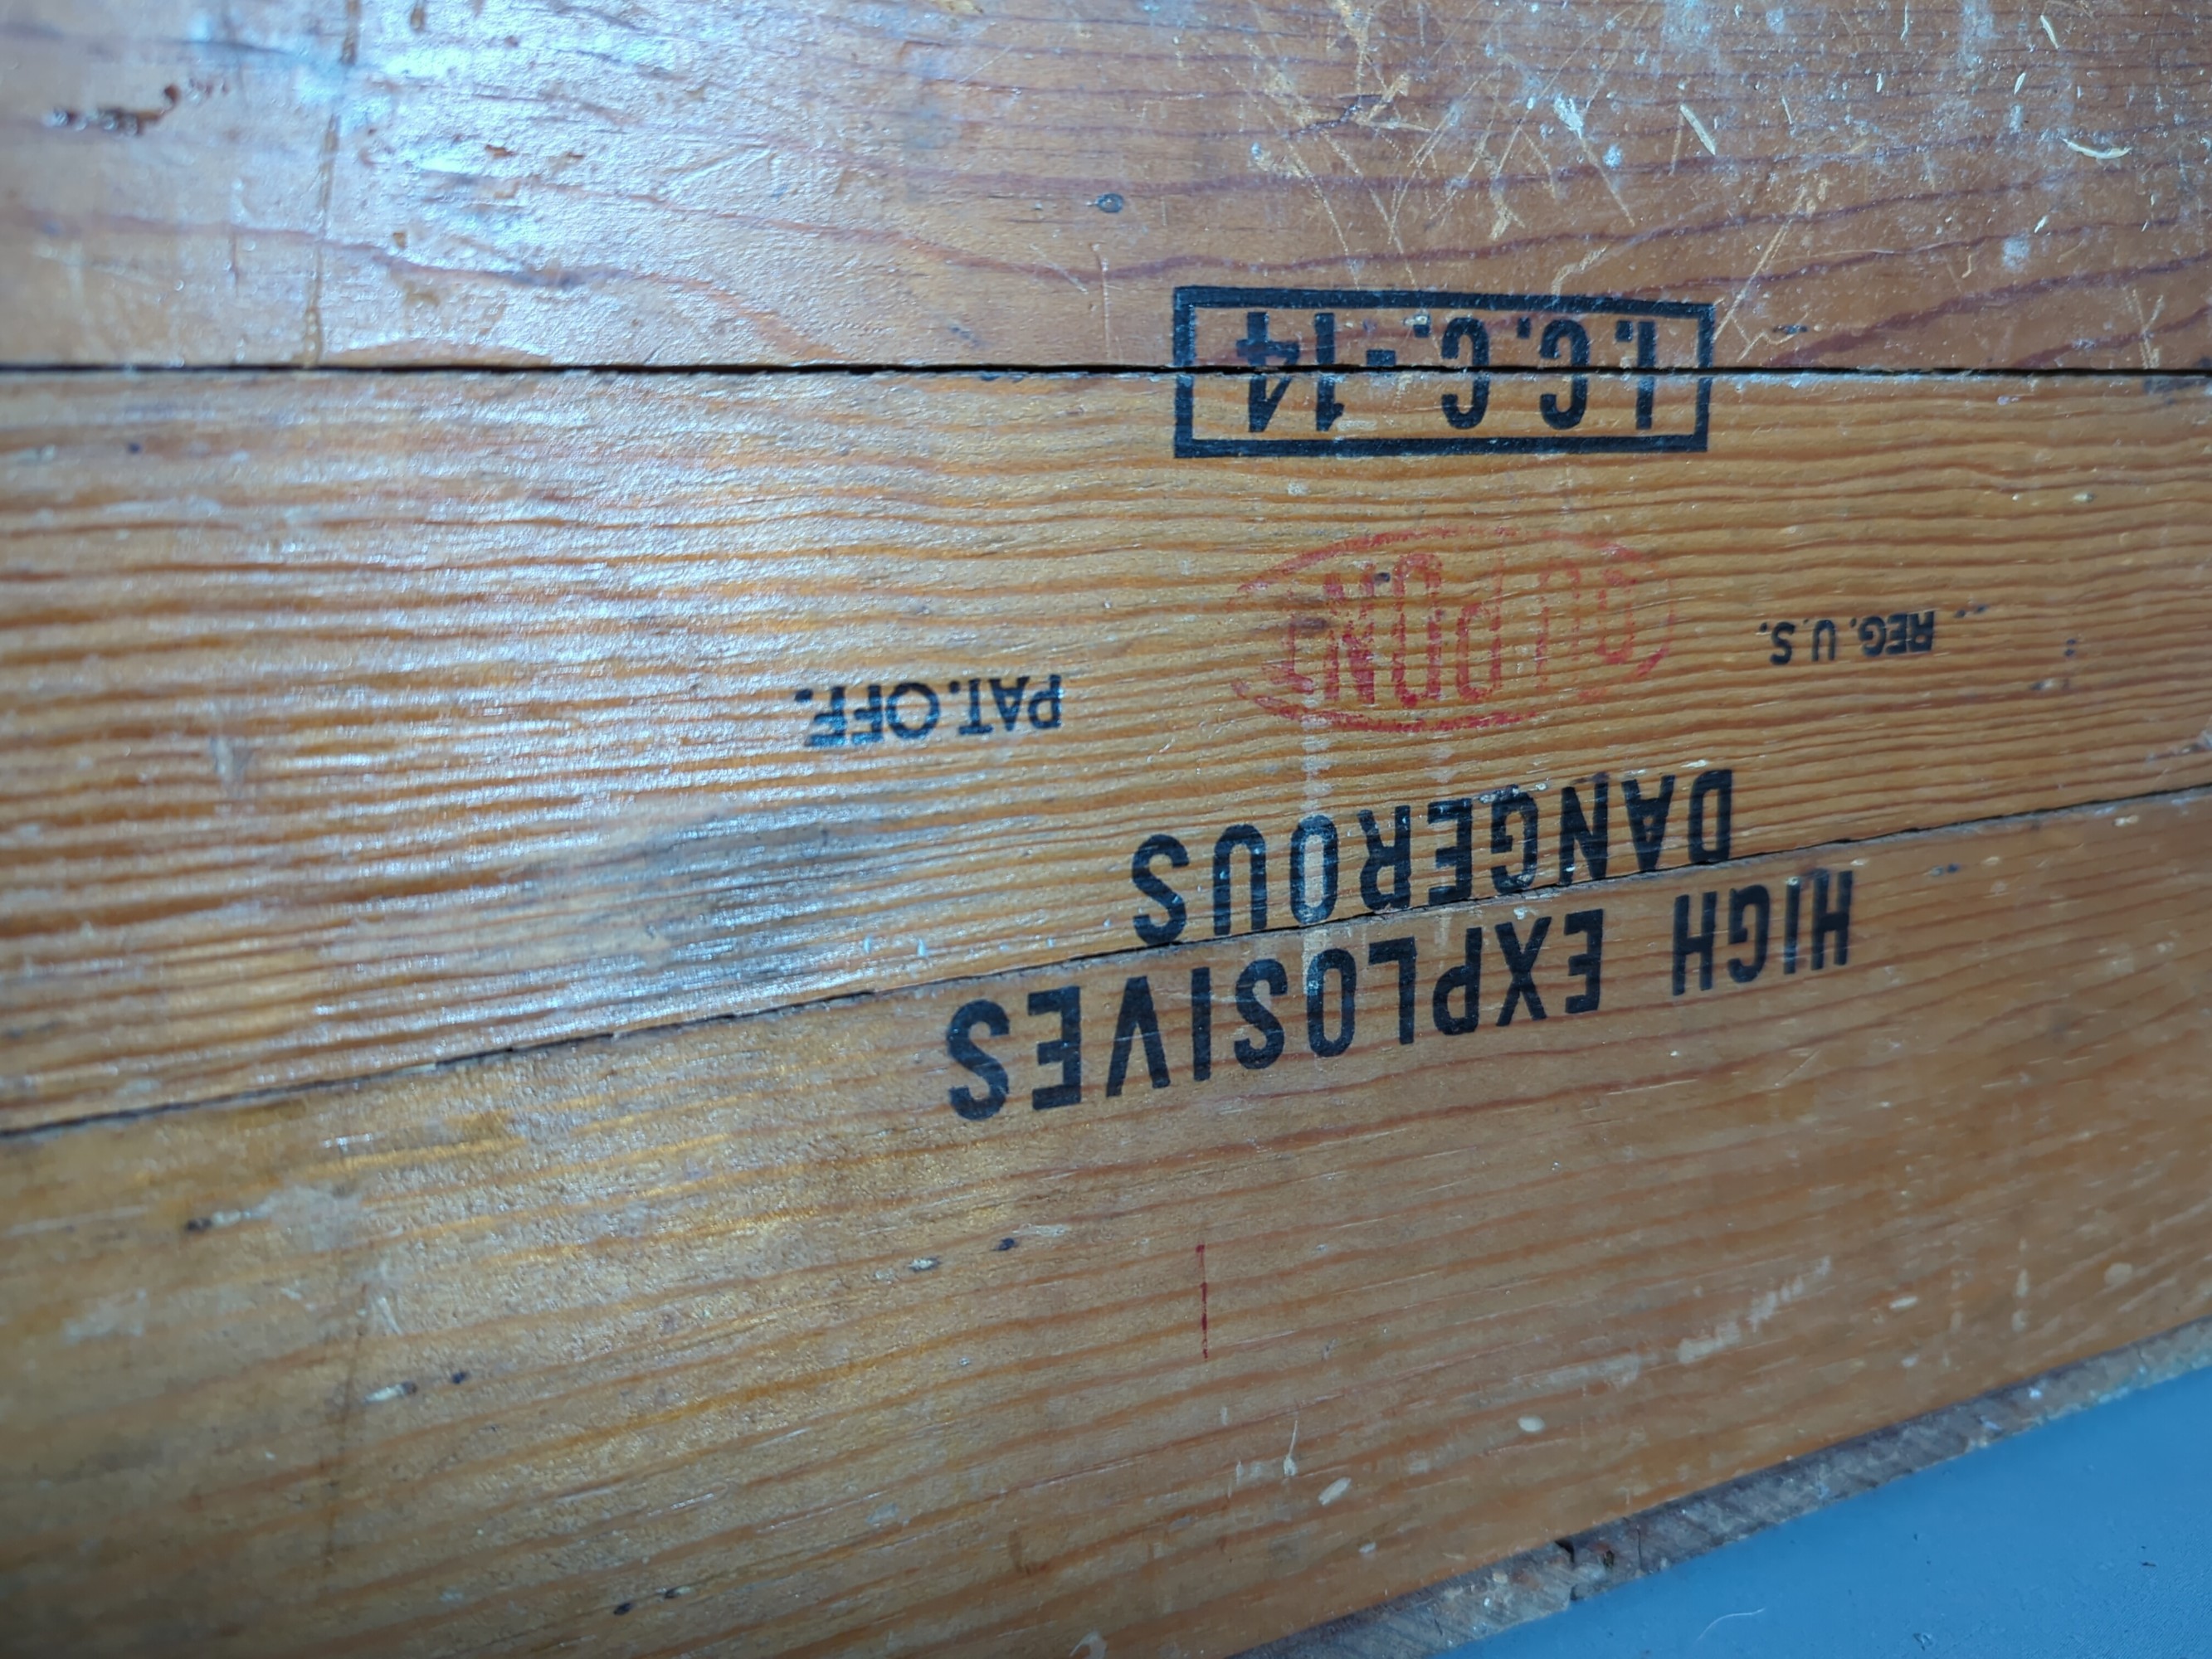 HIGH EXPLOSIVES
DANGEROUS
REG. U.S. DU PONT PAT. OFF.
I.C.C.-14